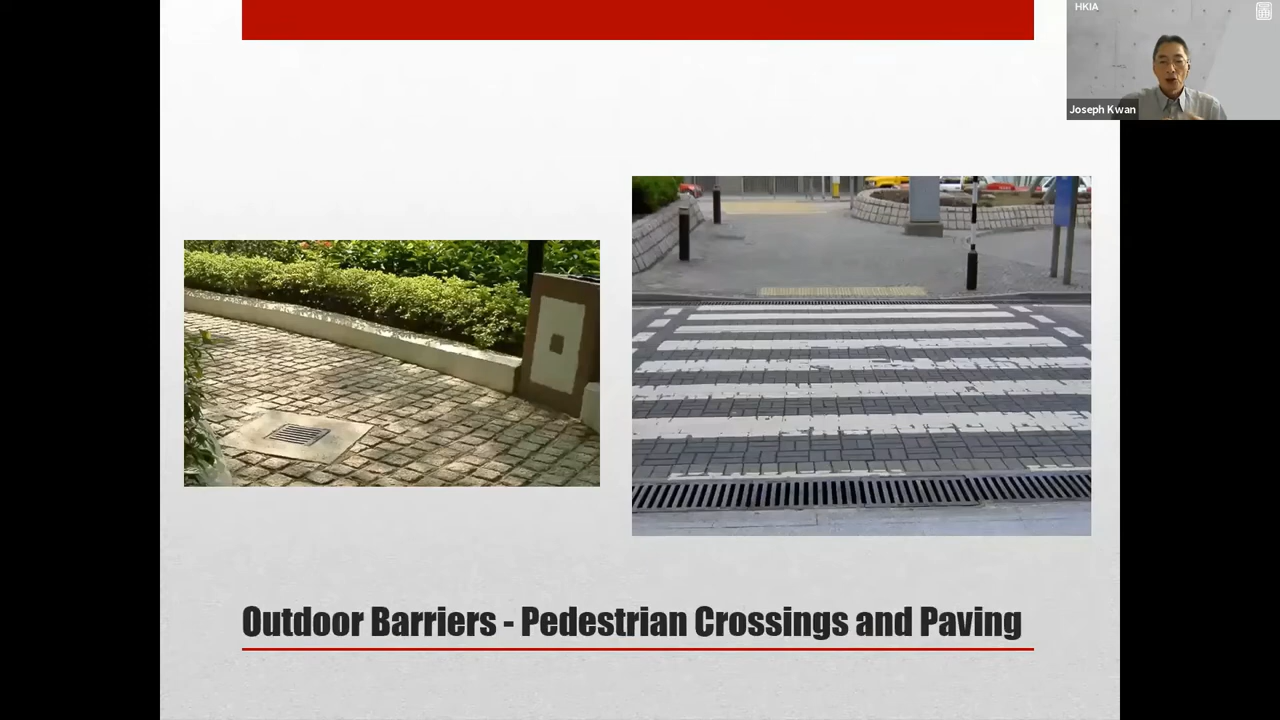 HKIA
Joseph Kwan
Outdoor Barriers - Pedestrian Crossings and Paving